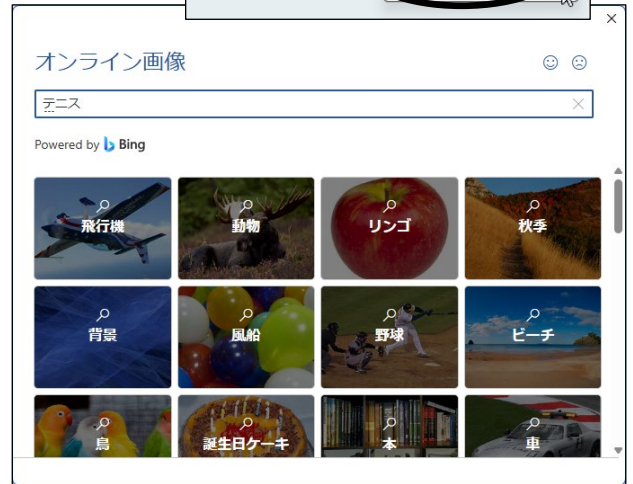 オンライン画像
テニス
Powered by Bing
飛行機
動物
リンゴ
秋季
背景
風船
野球
ビーチ
鳥
誕生日ケーキ
本
車